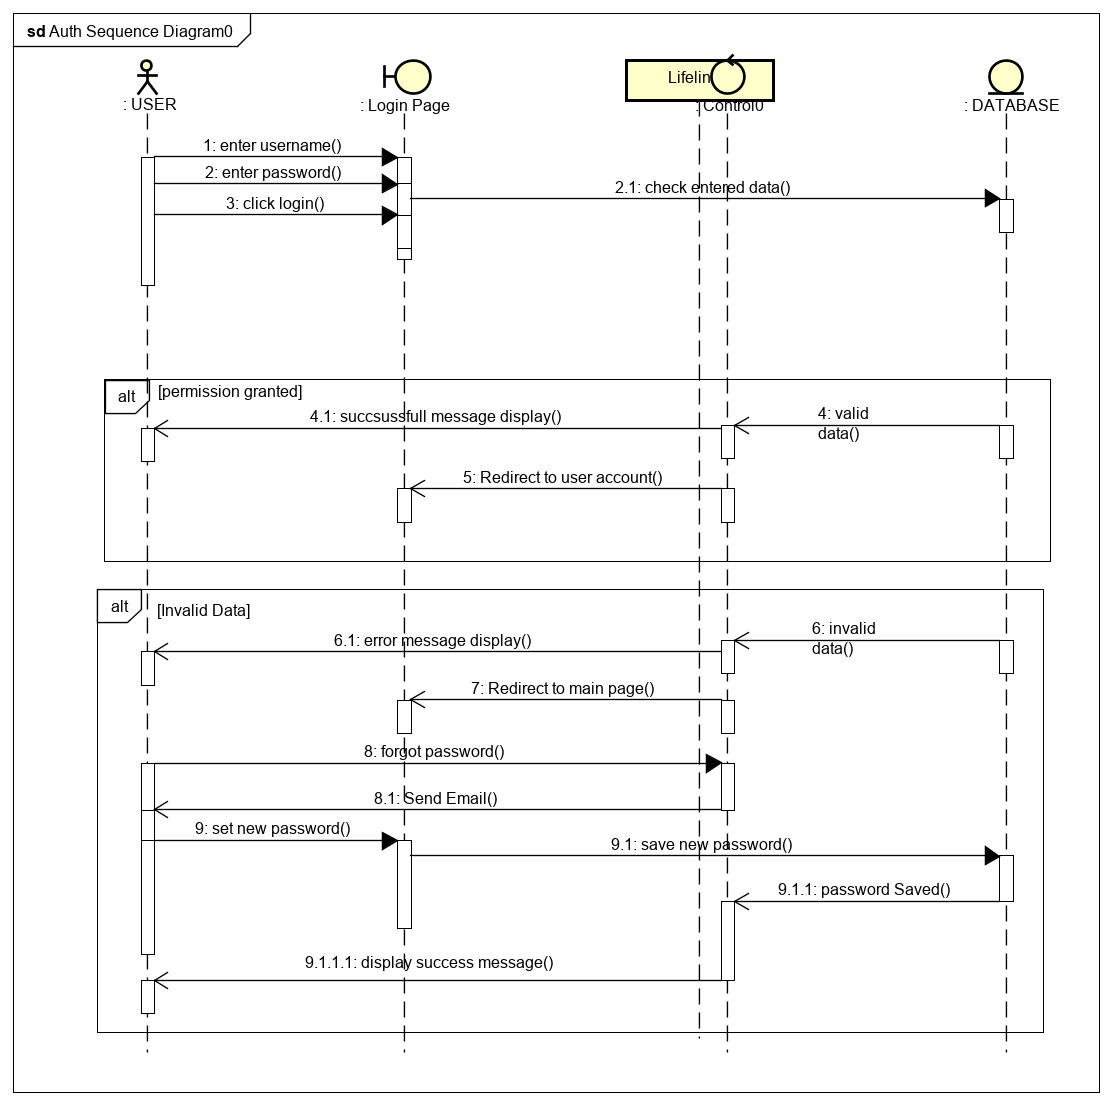 sd Auth Sequence Diagram0
: USER
: Login Page
Lifelin
: Control0
: DATABASE
1: enter username()
2: enter password()
2.1: check entered data()
3: click login()
alt
[permission granted]
4.1: succsussfull message display()
4: valid
data()
5: Redirect to user account()
alt
[Invalid Data]
6: invalid
data()
6.1: error message display()
7: Redirect to main page()
8: forgot password()
8.1: Send Email()
9: set new password()
9.1: save new password()
9.1.1: password Saved()
9.1.1.1: display success message()